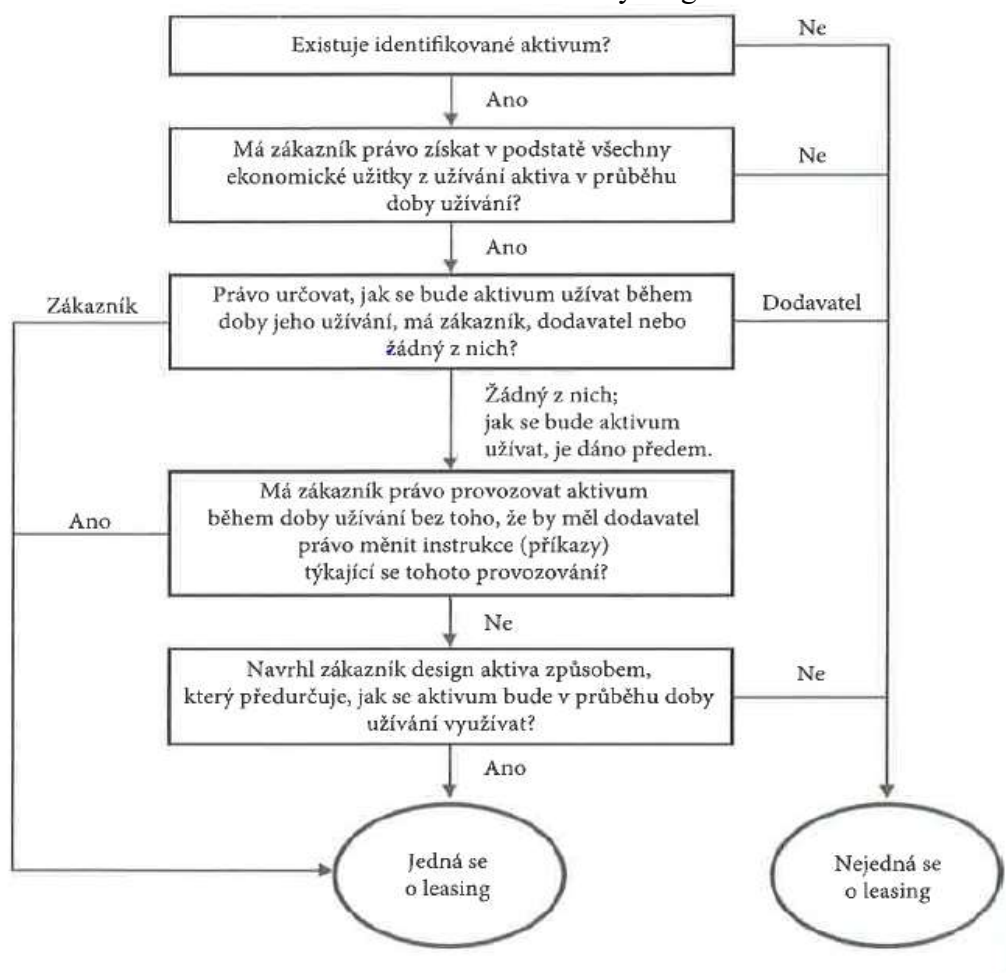 Existuje identifikované aktivum?
Ne
Ano
Má zákazník právo získat v podstatě všechny
ekonomické užitky z užívání aktiva v průběhu
doby užívání?
Ne
Ano
Zákazník
Právo určovat, jak se bude aktivum užívat během
doby jeho užívání, má zákazník, dodavatel nebo
žádný z nich?
Dodavatel
Žádný z nich;
jak se bude aktivum
užívat, je dáno předem.
Ano
Má zákazník právo provozovat aktivum
během doby užívání bez toho, že by měl dodavatel
právo měnit instrukce (příkazy)
týkající se tohoto provozování?
Ne
Navrhl zákazník design aktiva způsobem,
který předurčuje, jak se aktivum bude v průběhu doby
užívání využívat?
Ne
Ano
Jedná se
o leasing
Nejedná se
o leasing